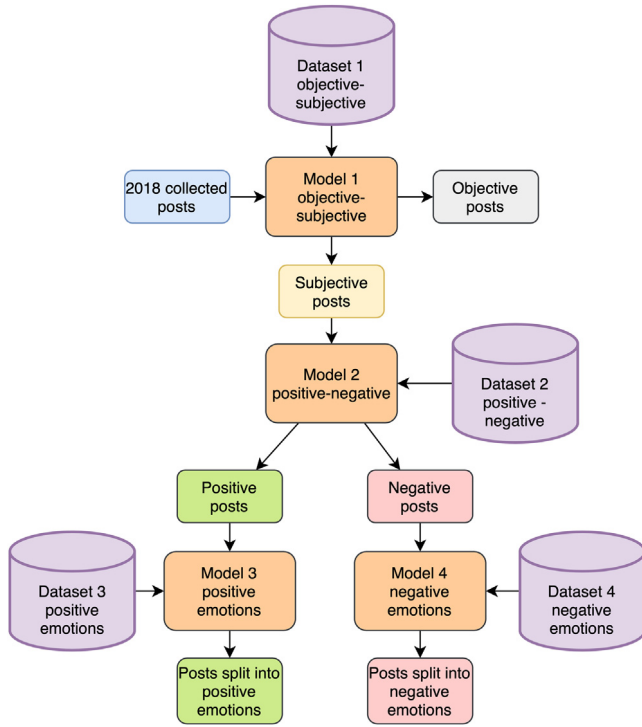 Dataset 1
objective-
subjective
2018 collected
posts
Model 1
objective-
subjective
Objective
posts
Subjective
posts
Model 2
positive-negative
Dataset 2
positive -
negative
Positive
posts
Negative
posts
Dataset 3
positive
emotions
Model 3
positive
emotions
Model 4
negative
emotions
Dataset 4
negative
emotions
Posts split into
positive
emotions
Posts split into
negative
emotions